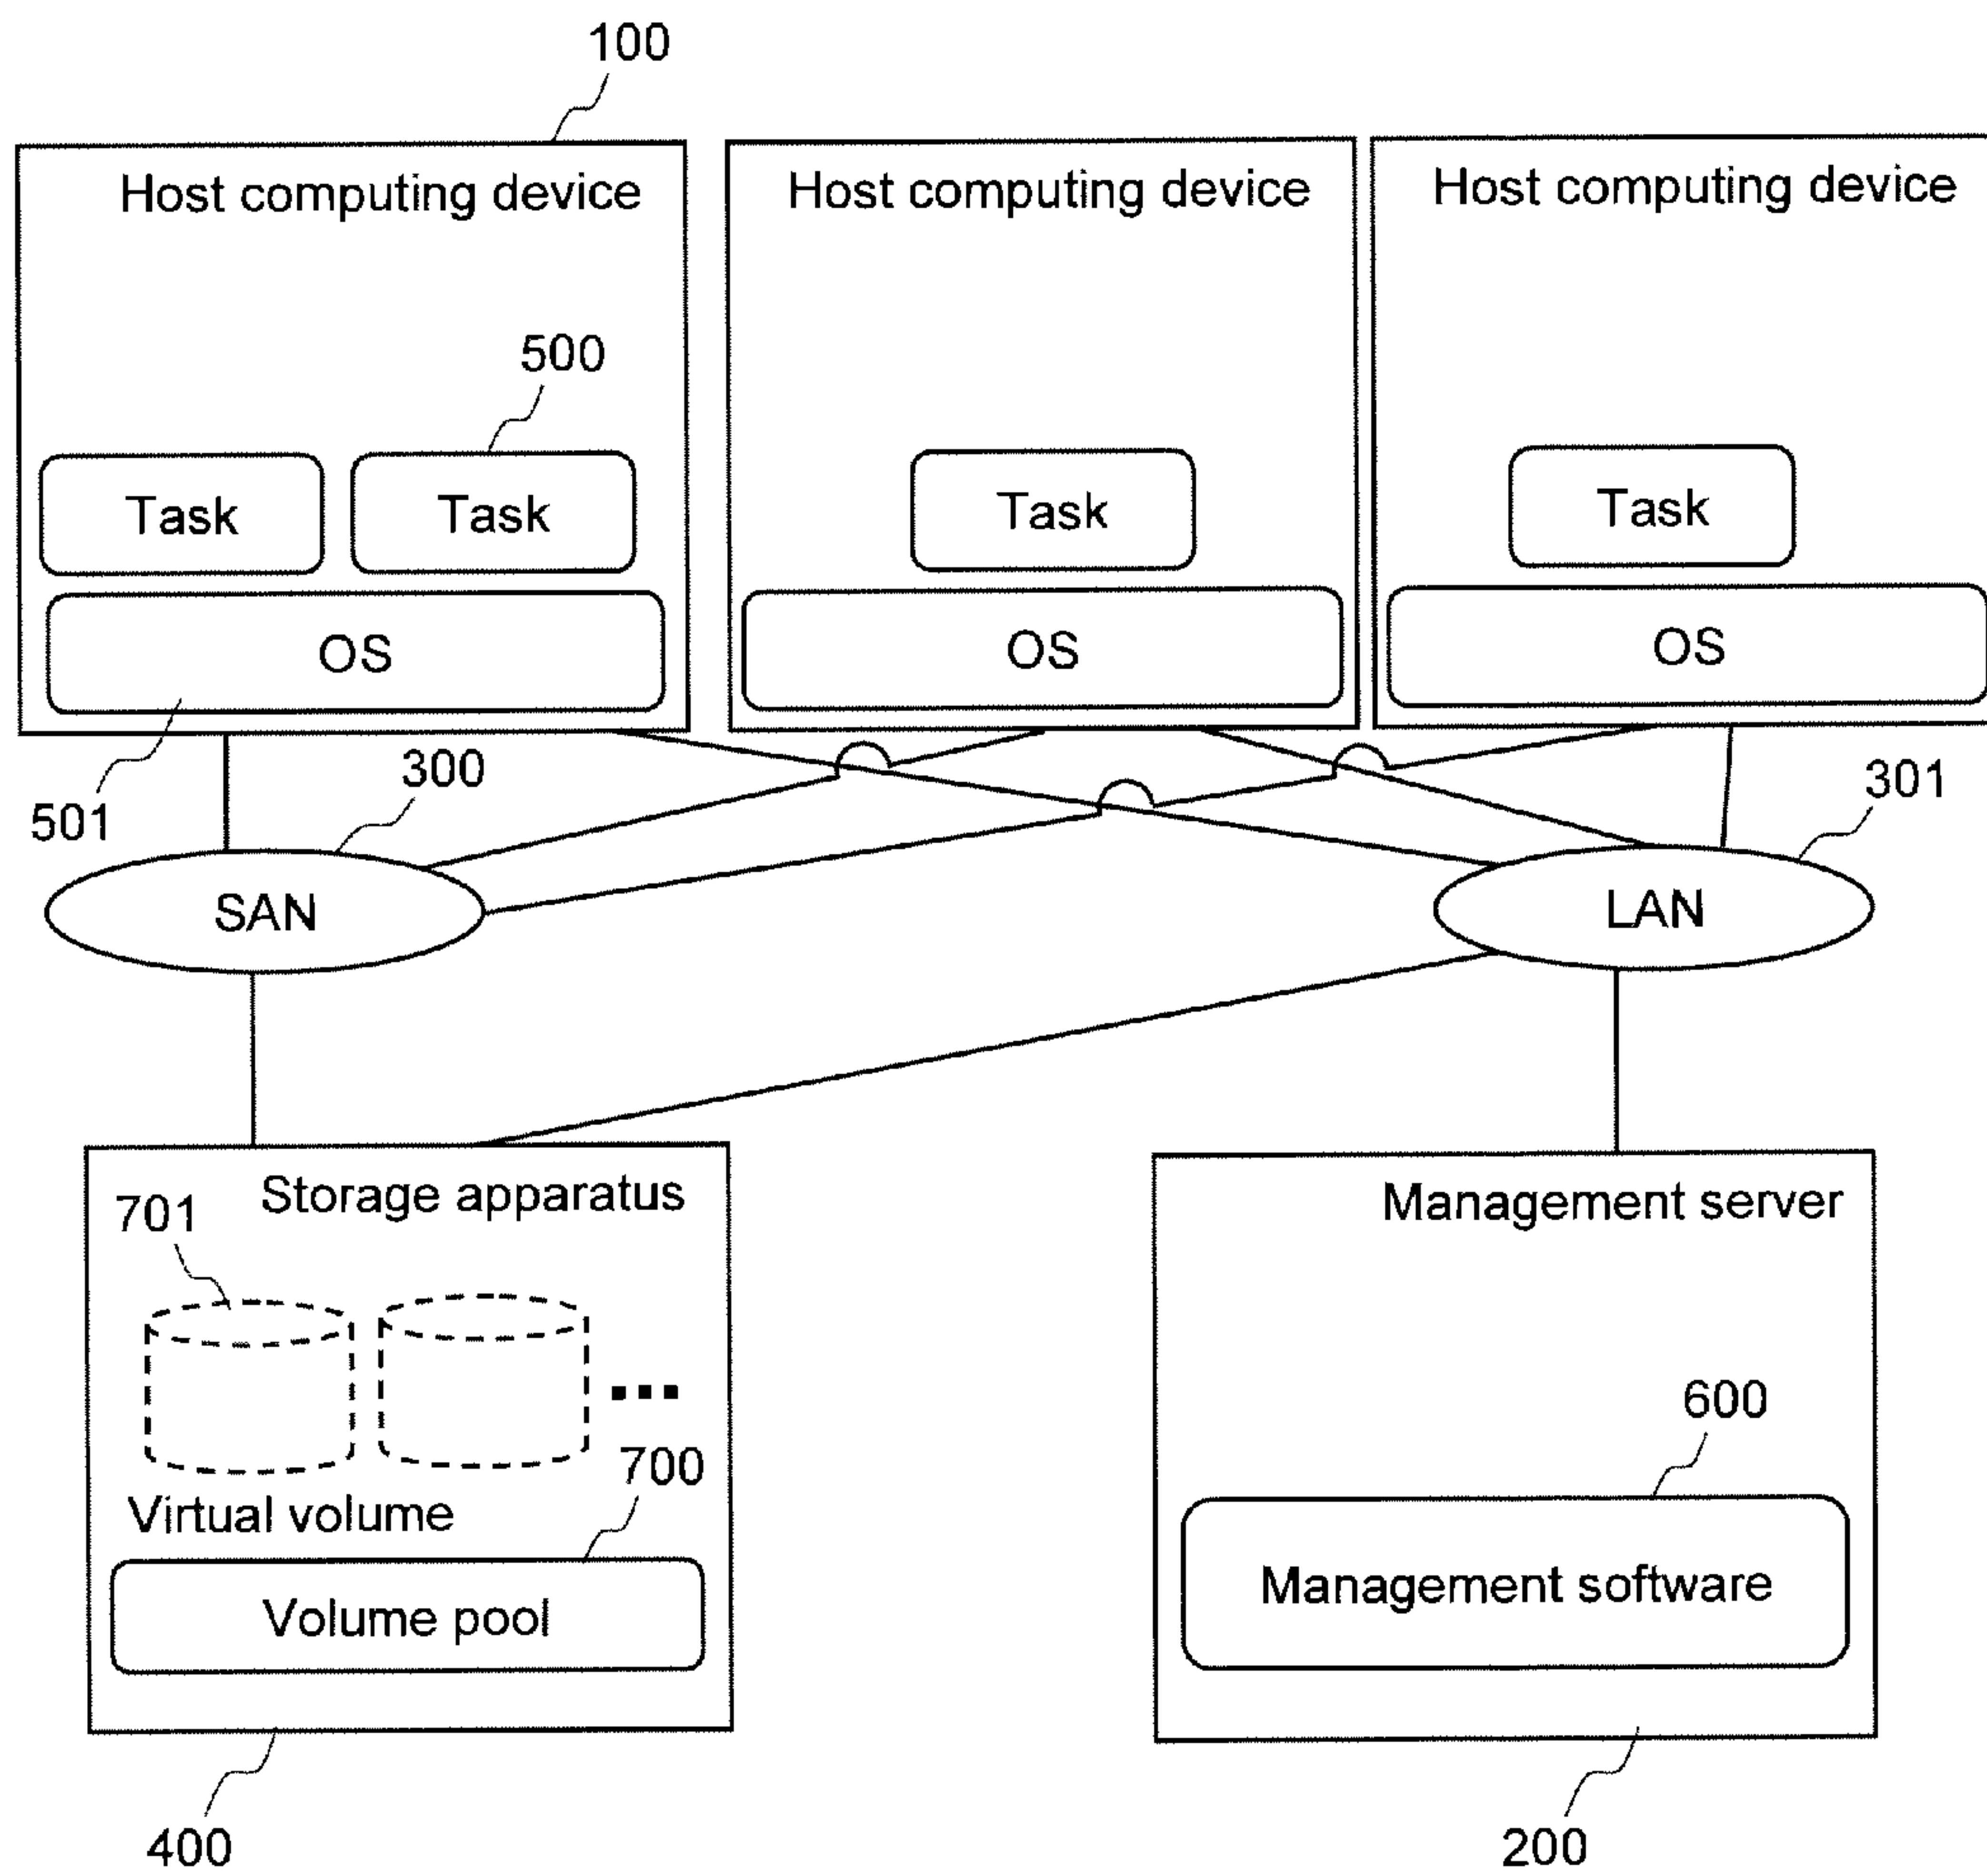 100
Host computing device
Host computing device
Host computing device
500
Task
Task
Task
Task
OS
OS
OS
501
300
301
SAN
LAN
Storage apparatus
Management server
701
600
700
Virtual volume
Volume pool
Management software
400
200